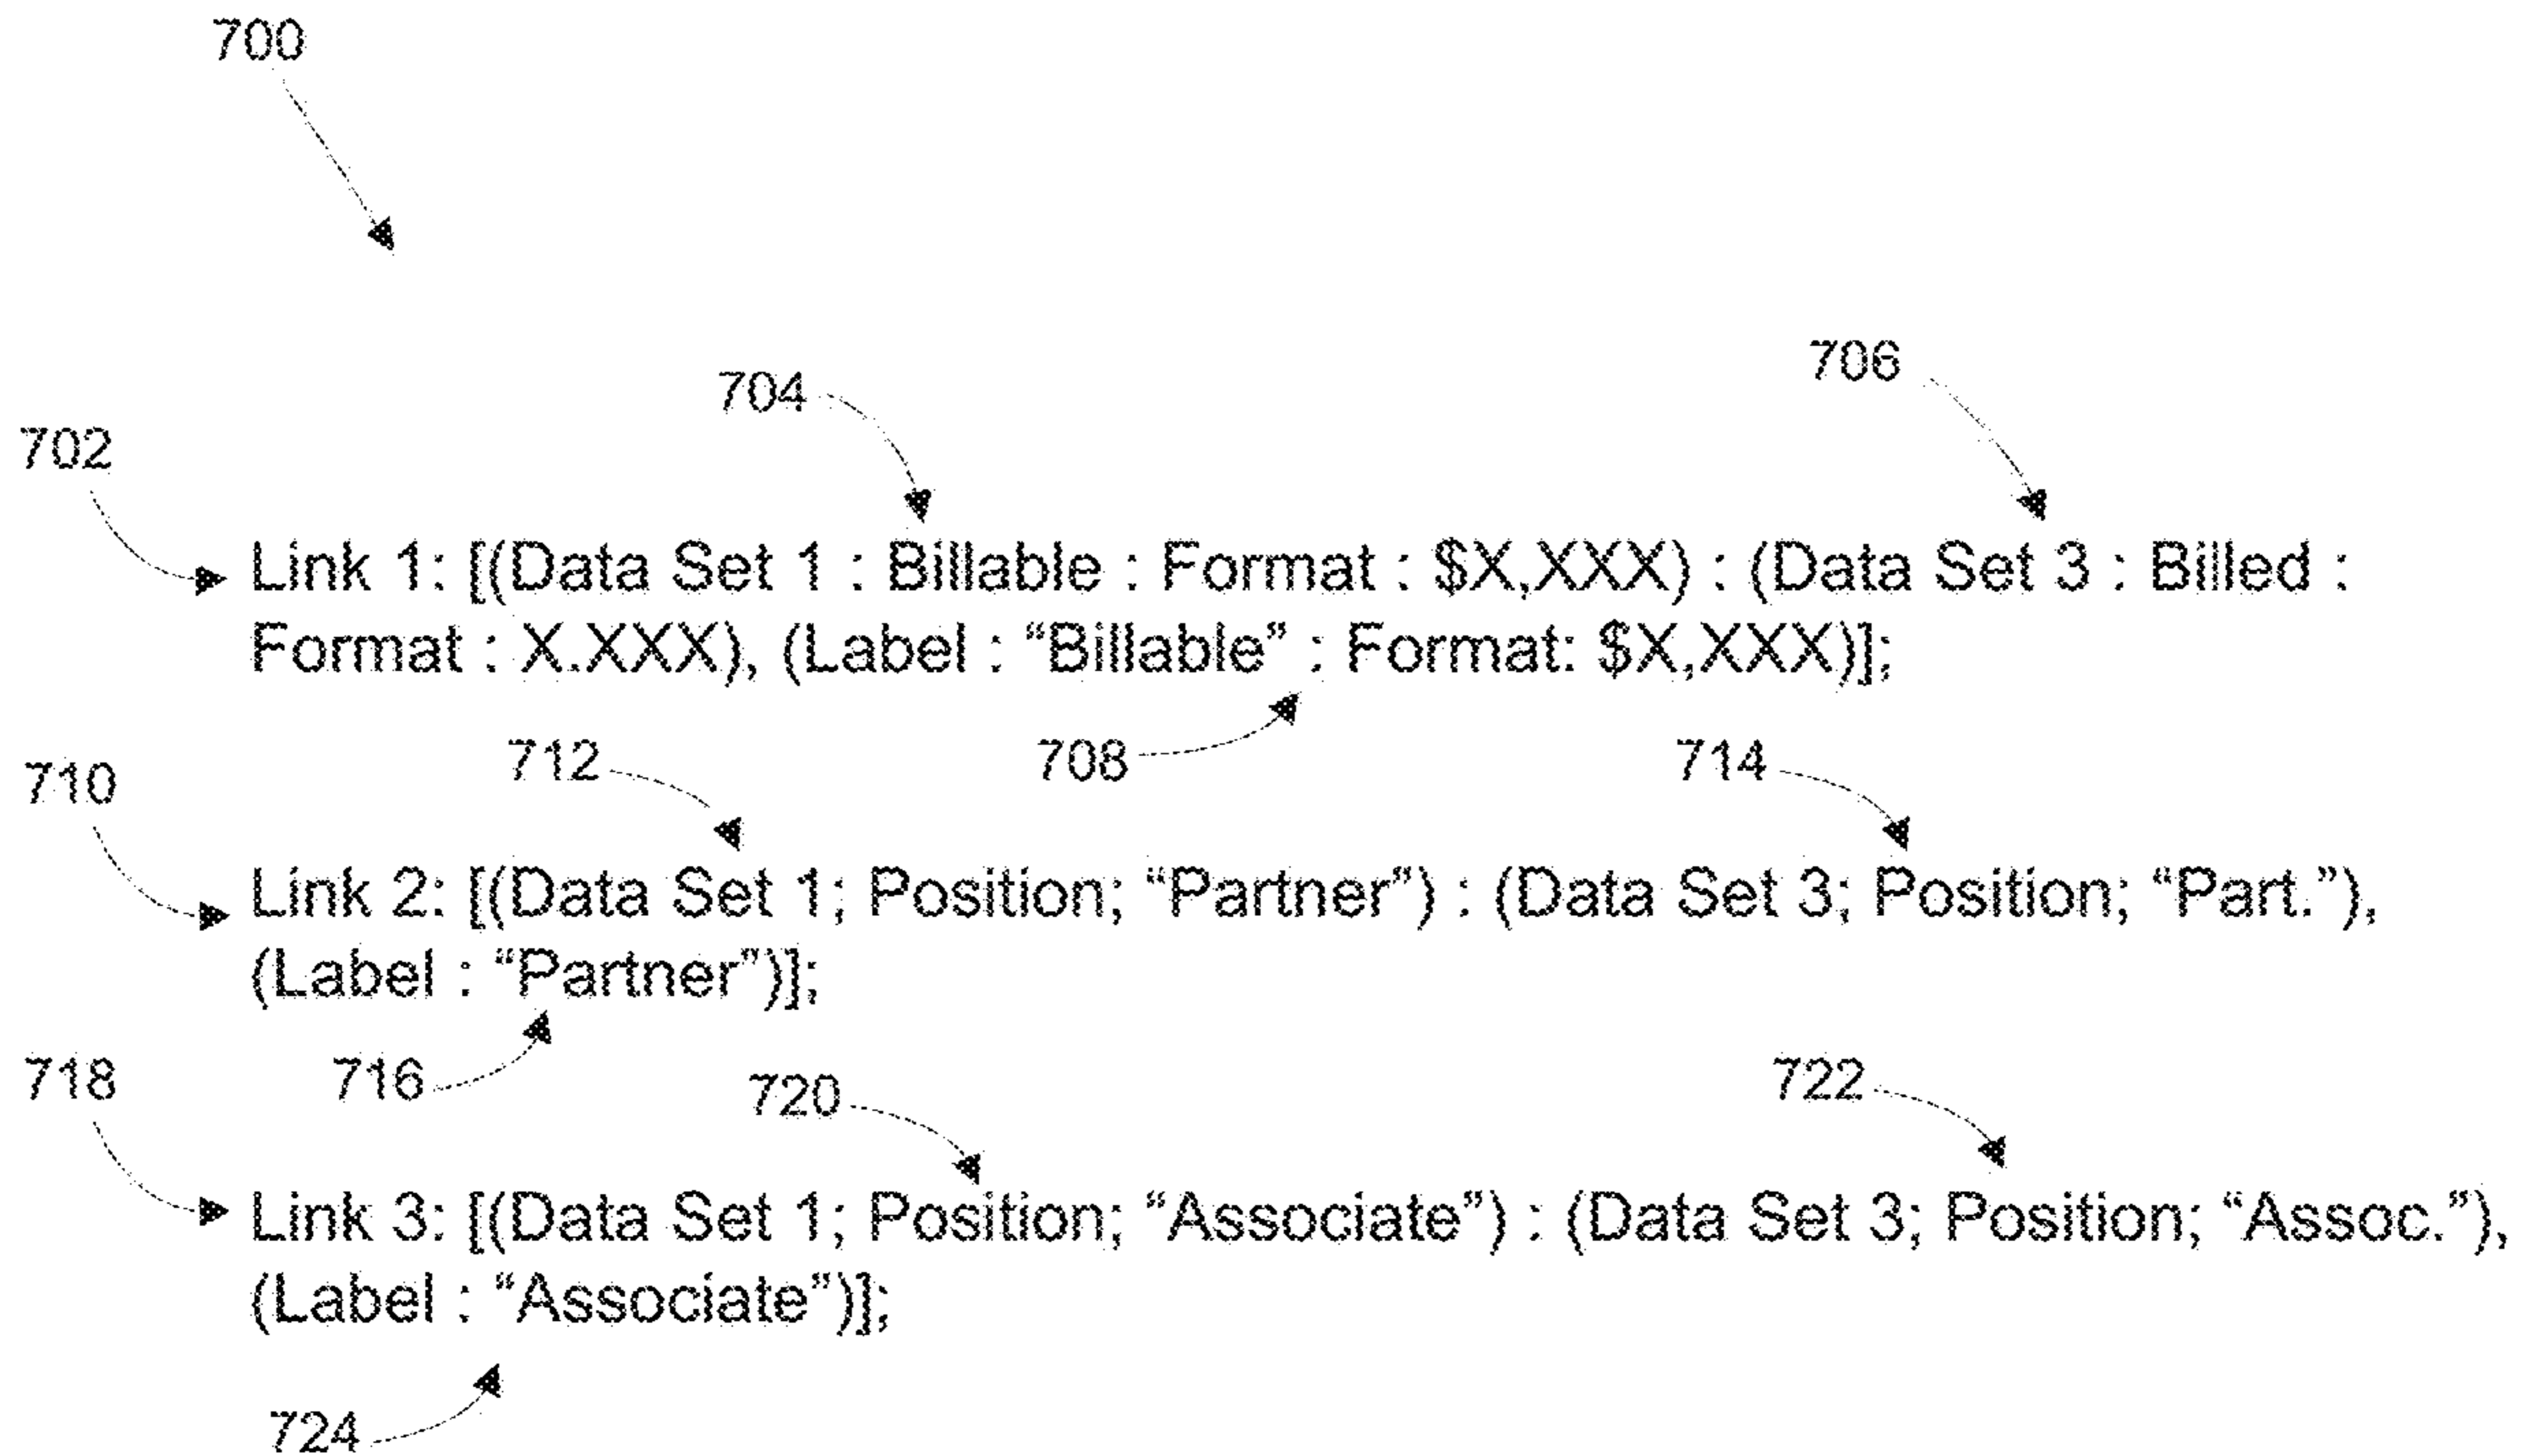 700
704
706
702
Link 1: [(Data Set 1 : Billable : Format : $X,XXX) : (Data Set 3 : Billed :
Format : X.XXX), (Label : “Billable” : Format: $X,XXX)];
712
708
714
710
Link 2: [(Data Set 1; Position; “Partner”) : (Data Set 3; Position; “Part.”),
(Label : “Partner”)];
718
716
720
722
Link 3: [(Data Set 1; Position; “Associate”) : (Data Set 3; Position; “Assoc.”),
(Label : “Associate”)];
724